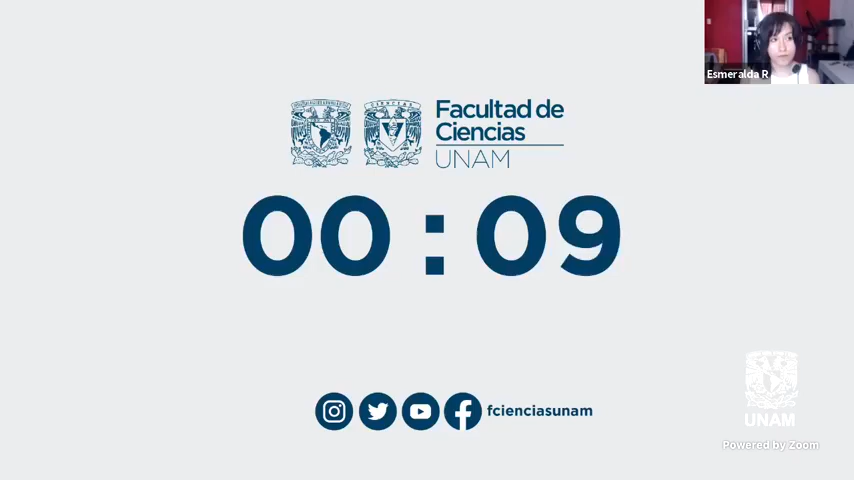 Esmeralda R
Facultad de
Ciencias
UNAM
00:09
fcienciasunam
UNAM
Powered by Zoom